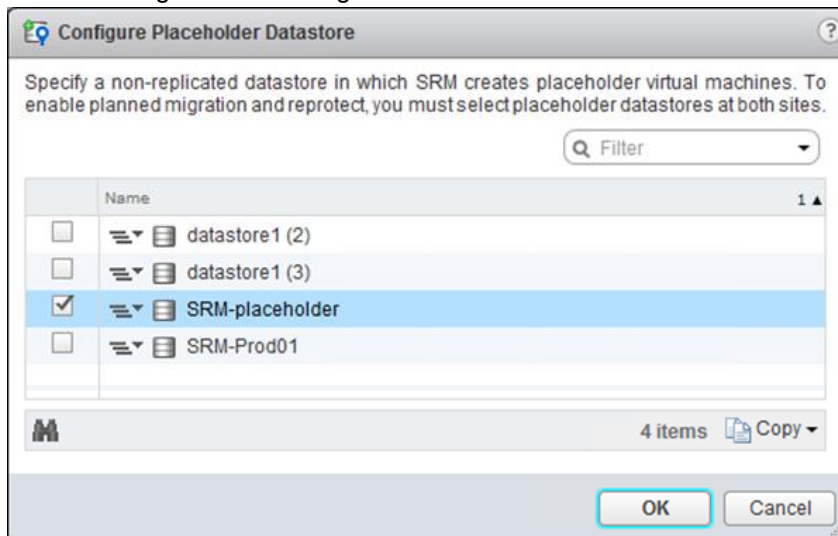 Configure Placeholder Datastore
?
Specify a non-replicated datastore in which SRM creates placeholder virtual machines. To
enable planned migration and reprotect, you must select placeholder datastores at both sites.
Filter
Name 1
datastore1 (2)
datastore1 (3)
SRM-placeholder
SRM-Prod01
4 items Copy
OK Cancel